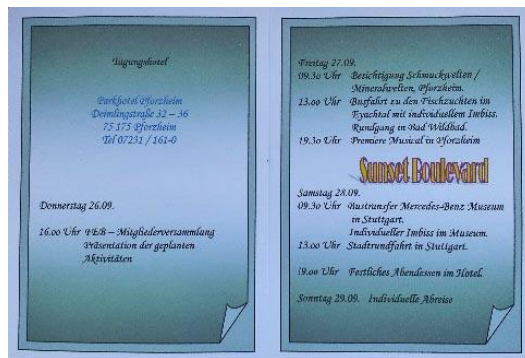 Tagungshotel
Parkhotel Pforzheim
Deimlingstraße 32 – 36
75 175 Pforzheim
Tel 07231 / 161-0
Donnerstag 26.09.
16.00 Uhr FEB – Mitgliederversammlung
Präsentation der geplanten
Aktivitäten
Freitag 27.09.
09.30 Uhr Besichtigung Schmuckwelten /
Mineralwelten, Pforzheim.
13.00 Uhr Busfahrt zu den Fischzuchten im
Eyachtal mit individuellem Imbiss.
Rundgang in Bad Wildbad.
19.30 Uhr Premiere Musical in Pforzheim
Sunset Boulevard
Samstag 28.09.
09.30 Uhr Bustransfer Mercedes-Benz Museum
in Stuttgart.
Individueller Imbiss im Museum.
13.00 Uhr Stadtrundfahrt in Stuttgart.
19.00 Uhr Festliches Abendessen im Hotel.
Sonntag 29.09. Individuelle Abreise